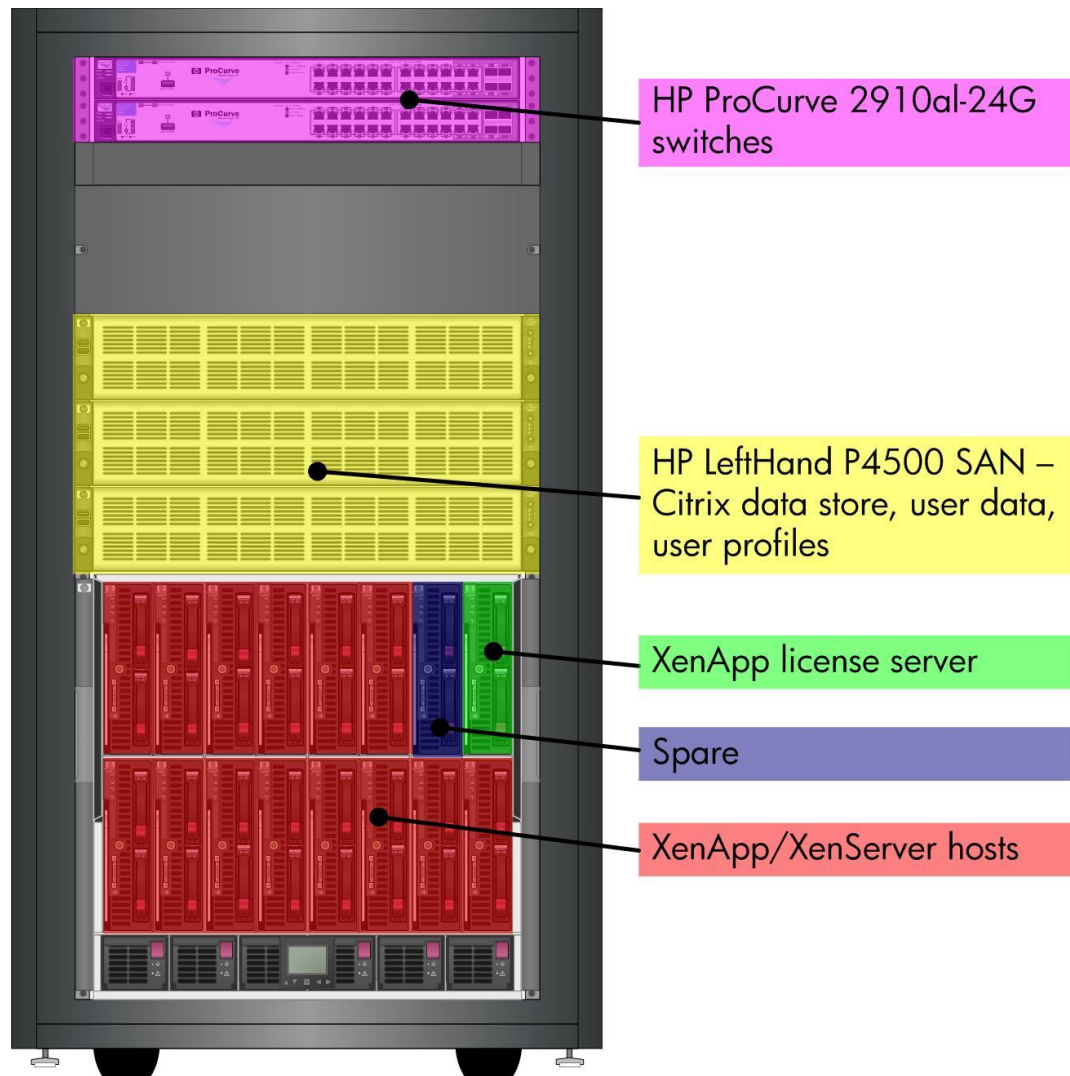 ProCurve
ProCurve
HP ProCurve 2910al-24G
switches
HP LeftHand P4500 SAN –
Citrix data store, user data,
user profiles
XenApp license server
Spare
XenApp/XenServer hosts